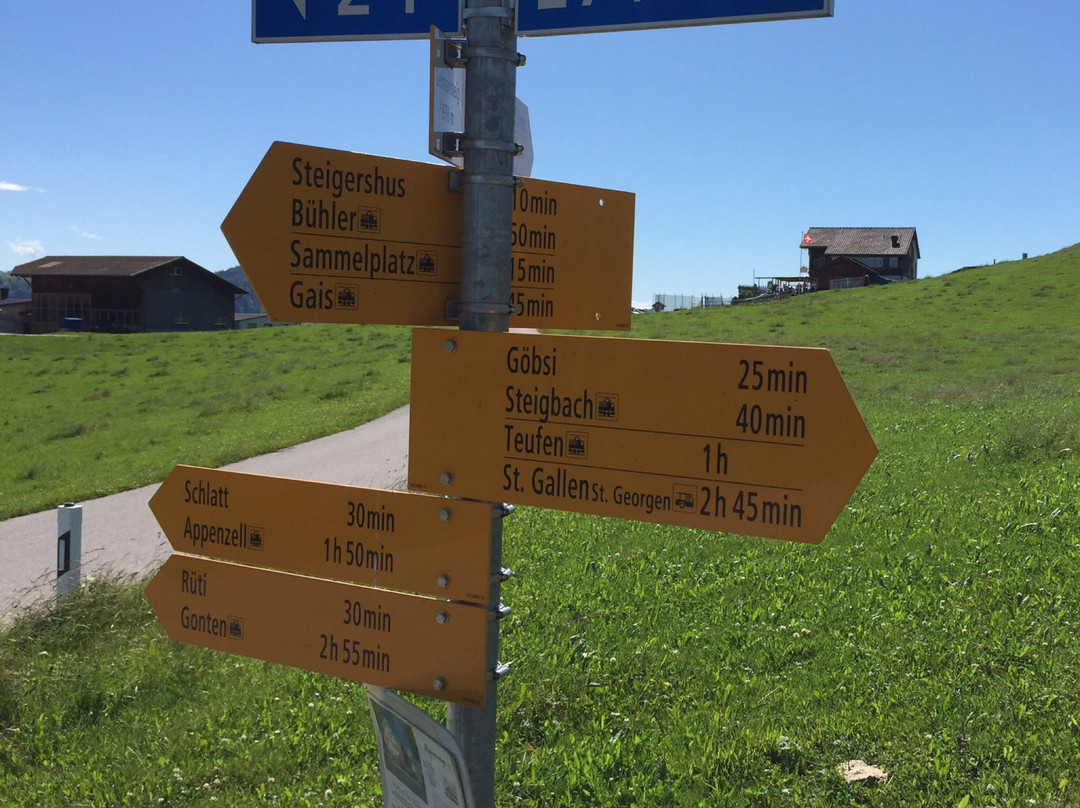 Steigershus 10min
Bühler 50min
Sammelplatz 15min
Gais 45min
Göbsi 25min
Steigbach 40min
Teufen 1h
St. Gallen St. Georgen 2h 45min
Schlatt 30min
Appenzell 1h 50min
Rüti 30min
Gonten 2h 55min